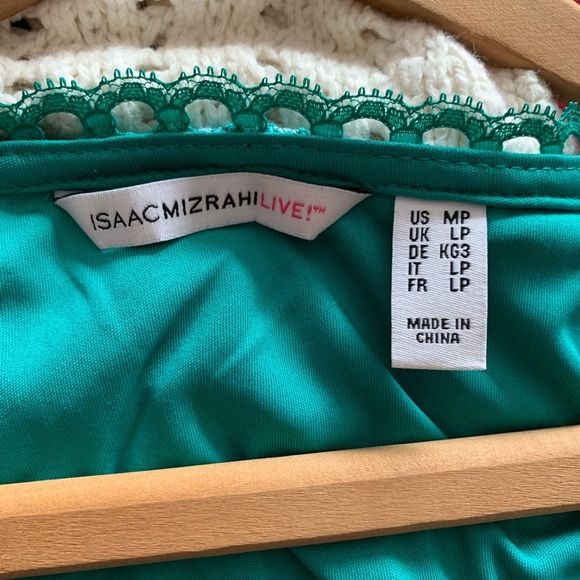 ISAACMIZRAHILIVE!™
US MP
UK LP
DE KG3
IT LP
FR LP
MADE IN
CHINA